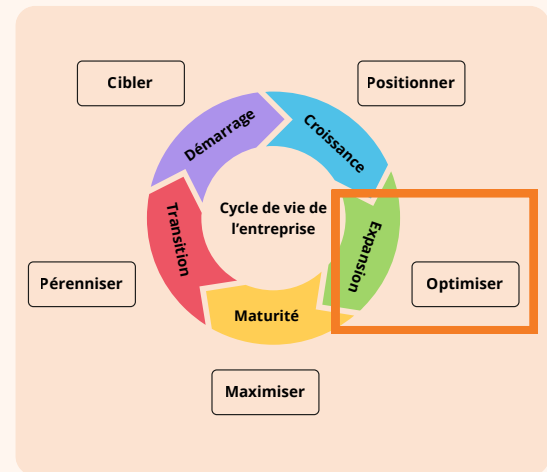 Cibler
Positionner
Démarrage
Croissance
Cycle de vie de
l'entreprise
Transition
Expansion
Pérenniser
Optimiser
Maturité
Maximiser